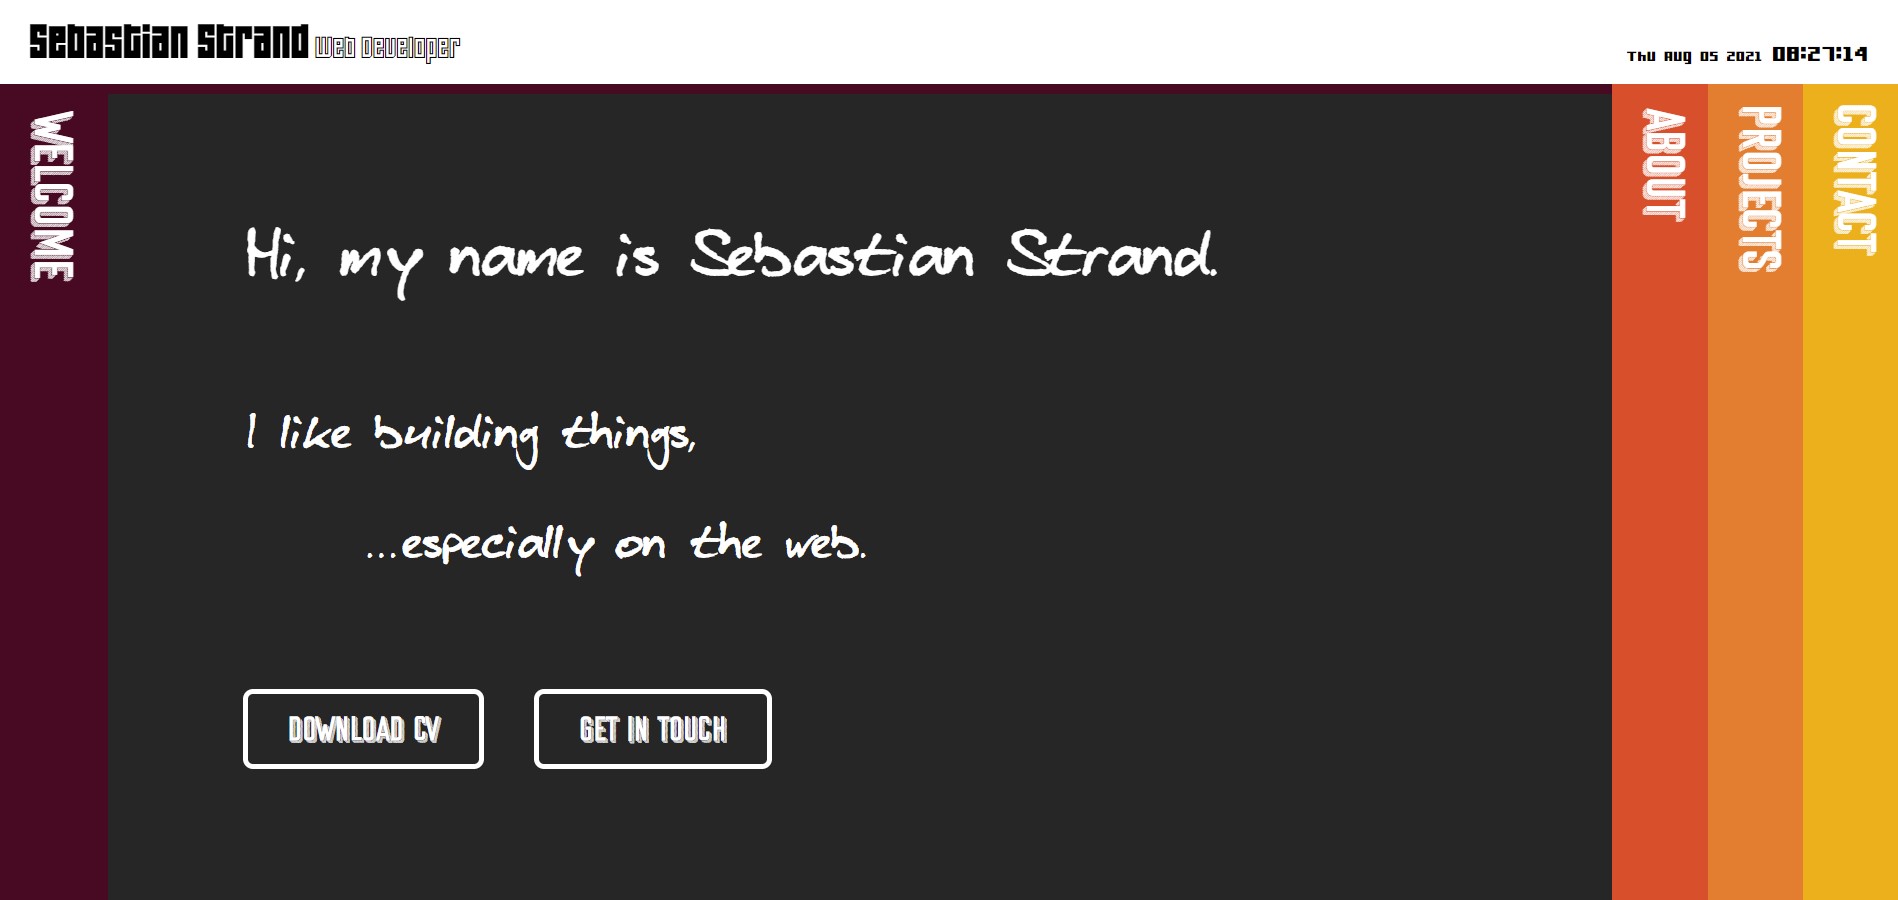 Sebastian Strand Web Developer
Thu Aug 05 2021 08:27:14
WELCOME
Hi, my name is Sebastian Strand.
I like building things,
...especially on the web.
DOWNLOAD CV
GET IN TOUCH
ABOUT
PROJECTS
CONTACT